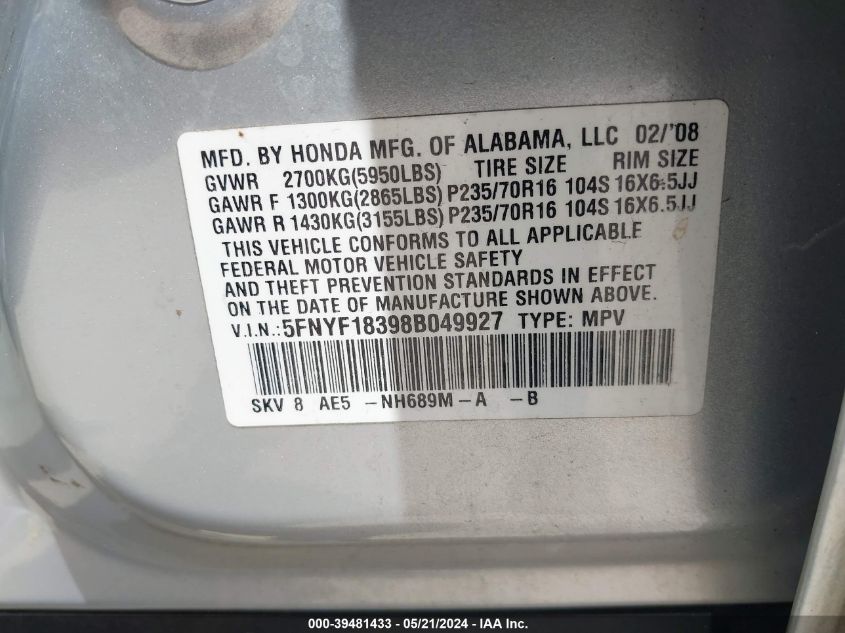 MFD. BY HONDA MFG. OF ALABAMA, LLC 02/'08
GVWR 2700KG(5950LBS) TIRE SIZE RIM SIZE
GAWR F 1300KG(2865LBS) P235/70R16 104S 16X6.5JJ
GAWR R 1430KG(3155LBS) P235/70R16 104S 16X6.5JJ
THIS VEHICLE CONFORMS TO ALL APPLICABLE
FEDERAL MOTOR VEHICLE SAFETY
AND THEFT PREVENTION STANDARDS IN EFFECT
ON THE DATE OF MANUFACTURE SHOWN ABOVE.
V.I.N.:5FNYF18398B049927 TYPE: MPV
SKV 8 AE5 -NH689M-A -B
000-39481433 - 05/21/2024 - IAA Inc.